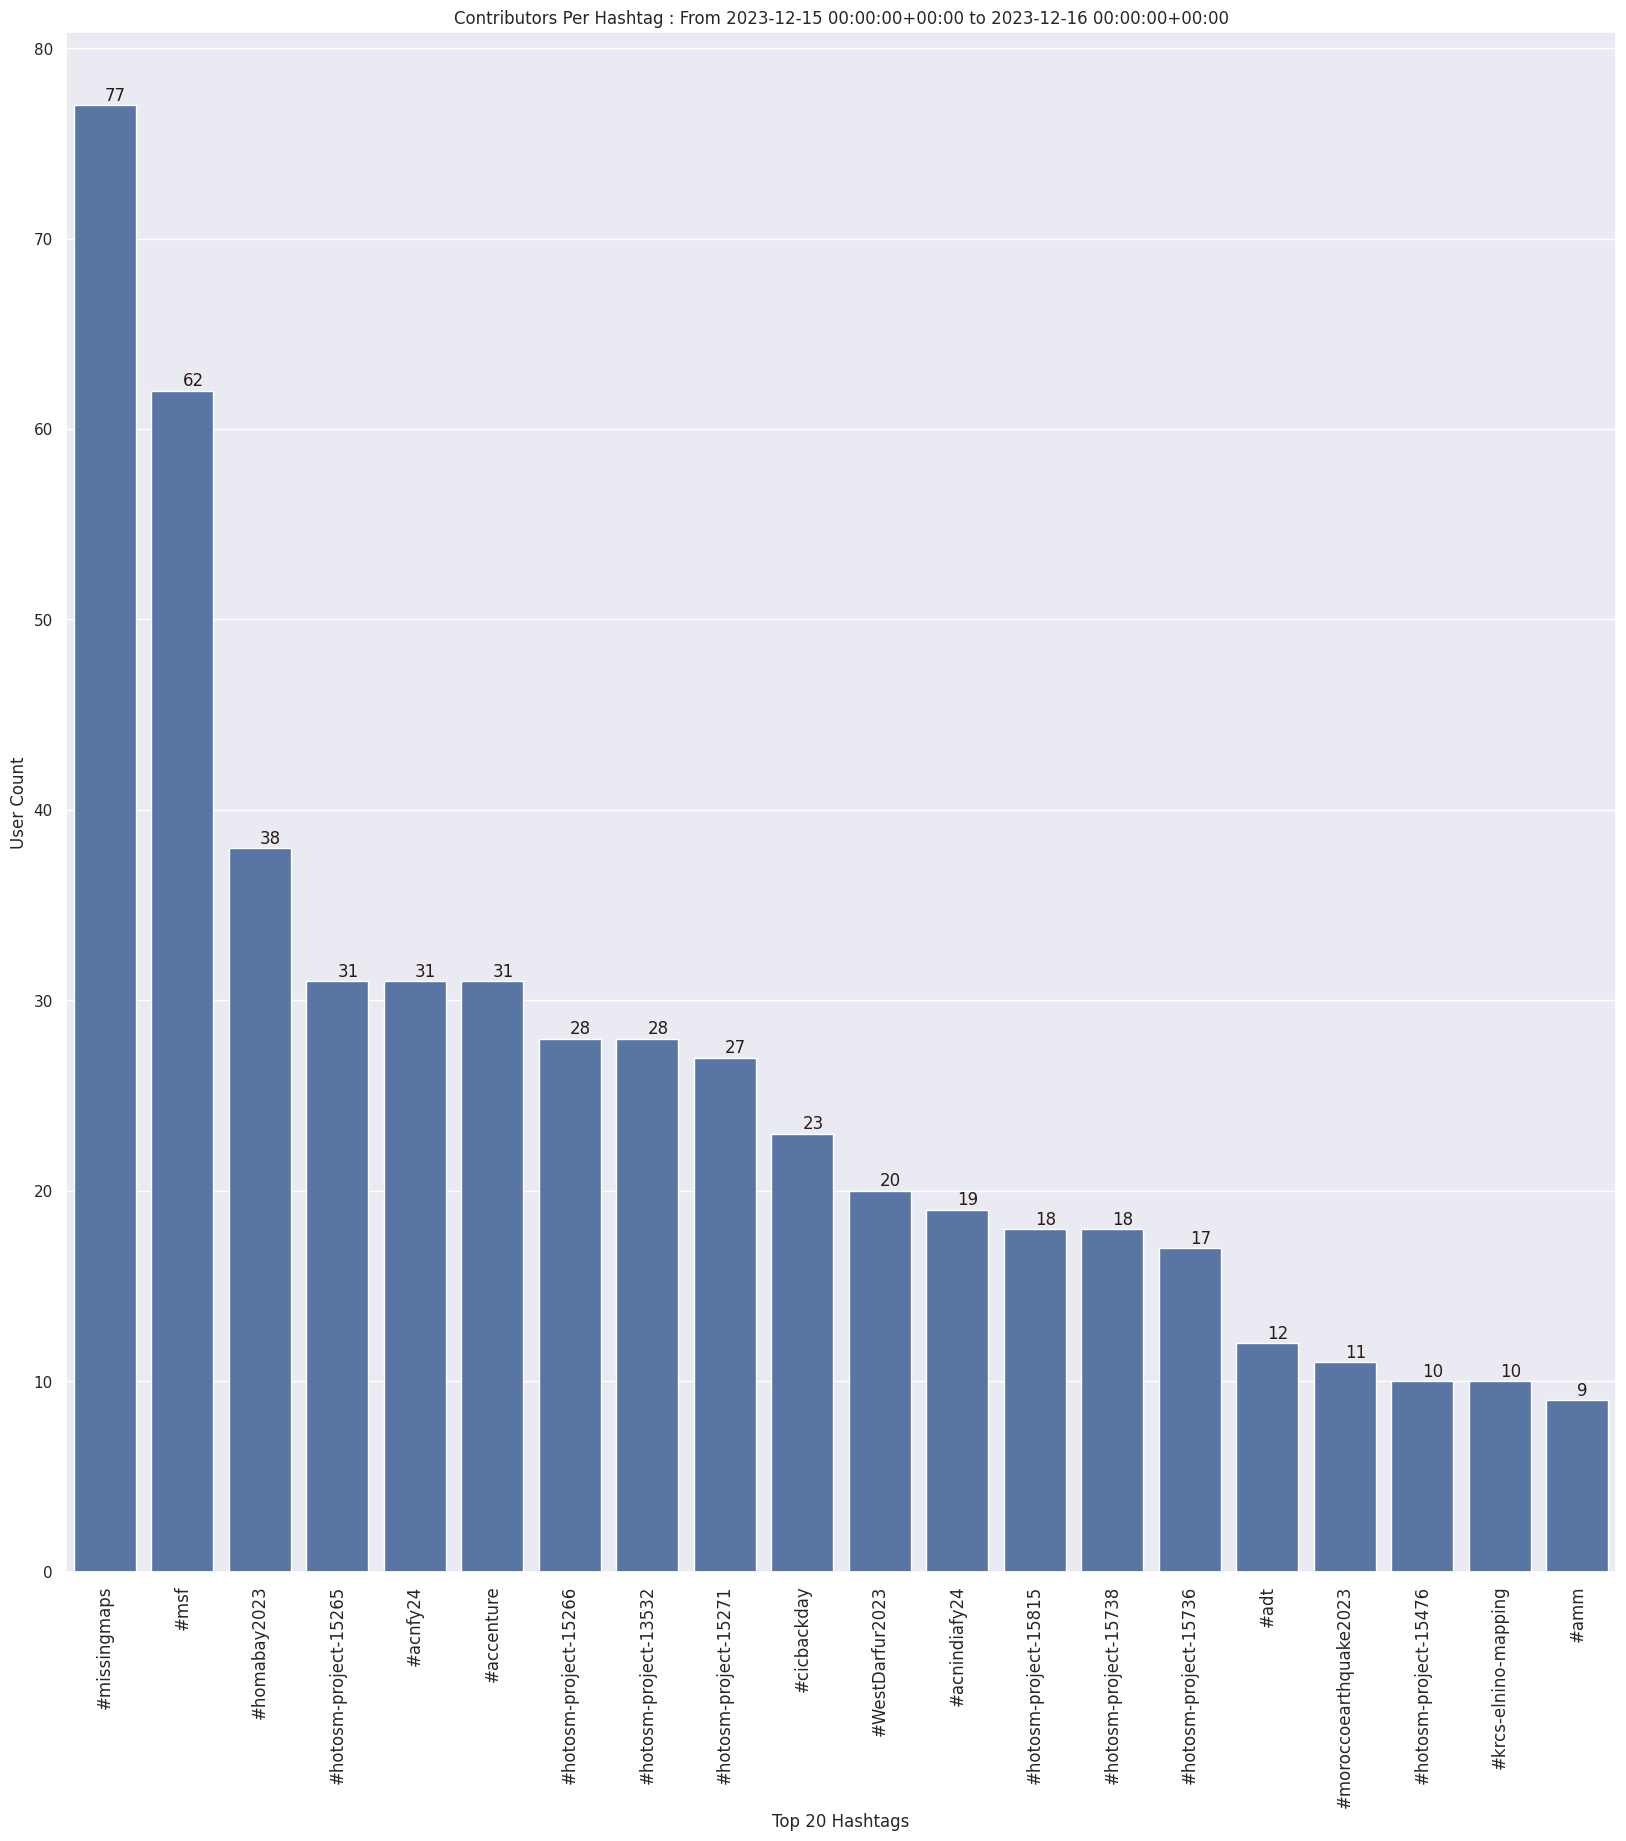 Contributors Per Hashtag : From 2023-12-15 00:00:00+00:00 to 2023-12-16 00:00:00+00:00
User Count
80
70
60
50
40
30
20
10
0
77
62
38
31
31
31
28
28
27
23
20
19
18
18
17
12
11
10
10
9
#missingmaps
#msf
#homabay2023
#hotosm-project-15265
#acnfy24
#accenture
#hotosm-project-15266
#hotosm-project-13532
#hotosm-project-15271
#cicbackday
#WestDarfur2023
#acnindiafy24
#hotosm-project-15815
#hotosm-project-15738
#hotosm-project-15736
#adt
#moroccoearthquake2023
#hotosm-project-15476
#krcs-elnino-mapping
#amm
Top 20 Hashtags